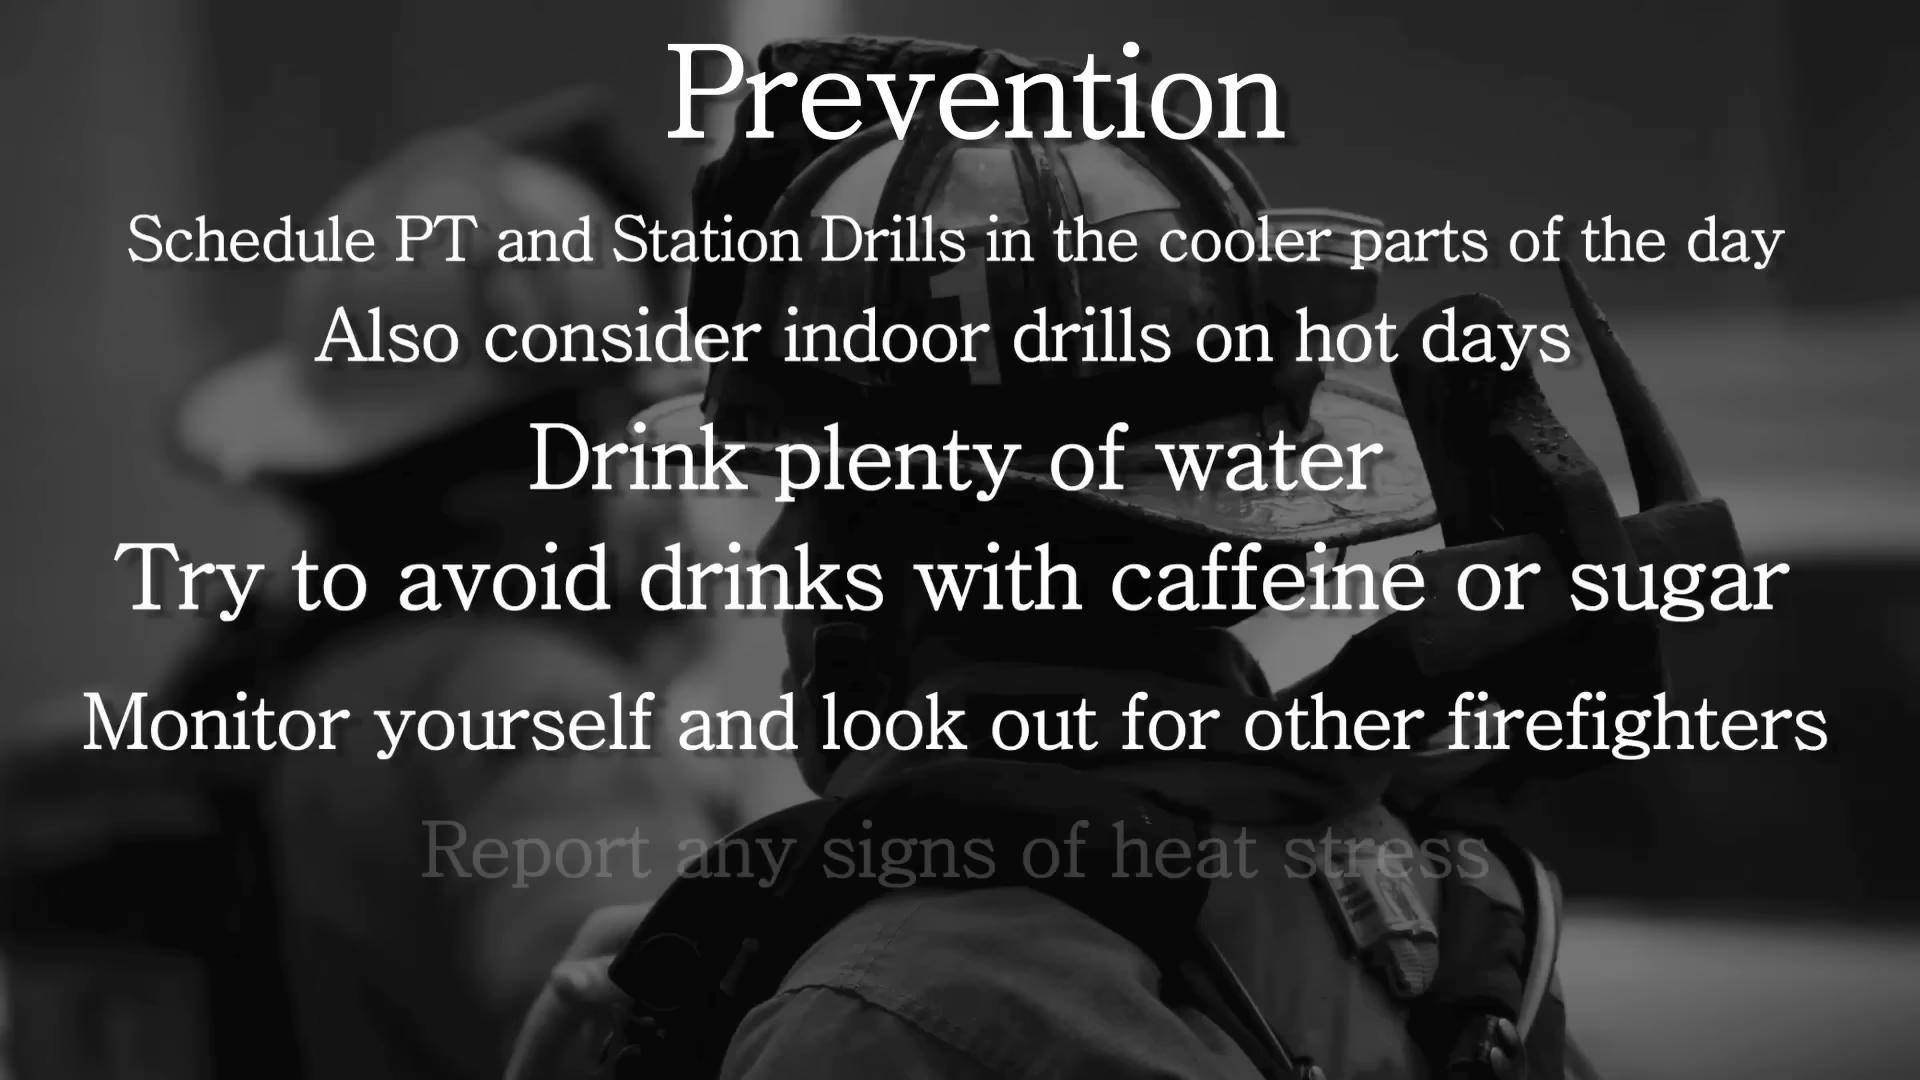 Prevention
Schedule PT and Station Drills in the cooler parts of the day
Also consider indoor drills on hot days
1
Drink plenty of water
Try to avoid drinks with caffeine or sugar
Monitor yourself and look out for other firefighters
Report any signs of heat stress